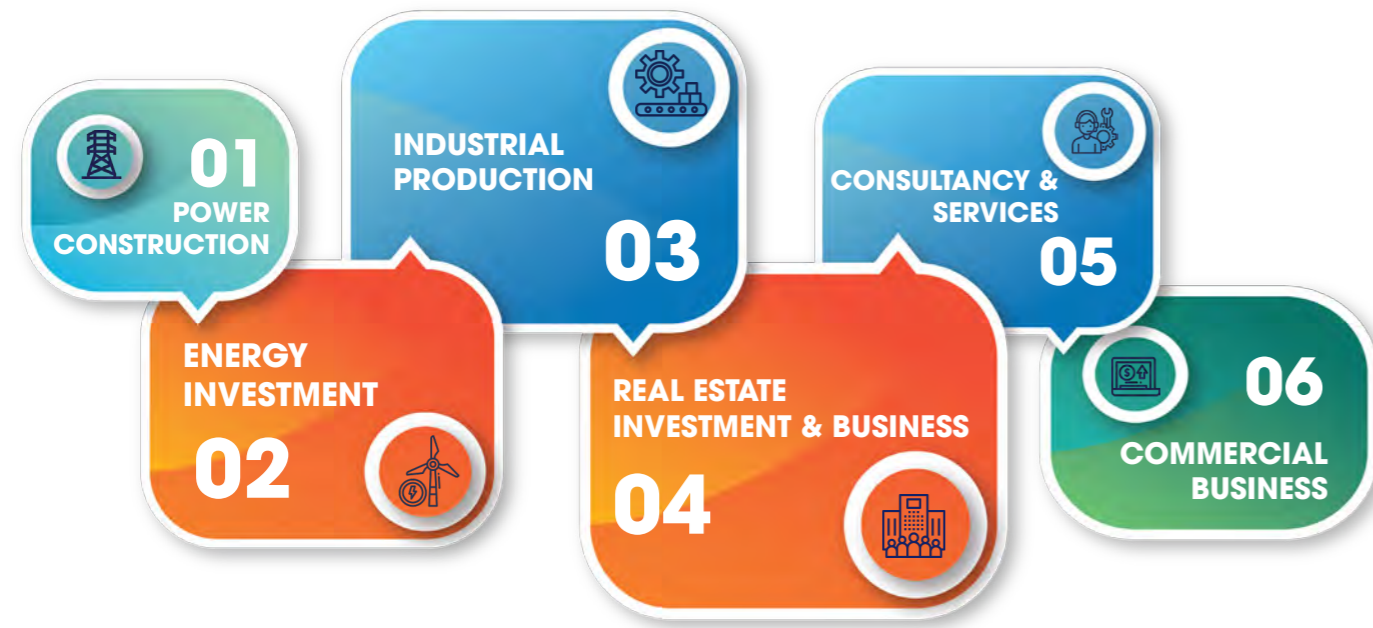 01
POWER
CONSTRUCTION
ENERGY
INVESTMENT
02
INDUSTRIAL
PRODUCTION
03
REAL ESTATE
INVESTMENT & BUSINESS
04
CONSULTANCY &
SERVICES
05
06
COMMERCIAL
BUSINESS